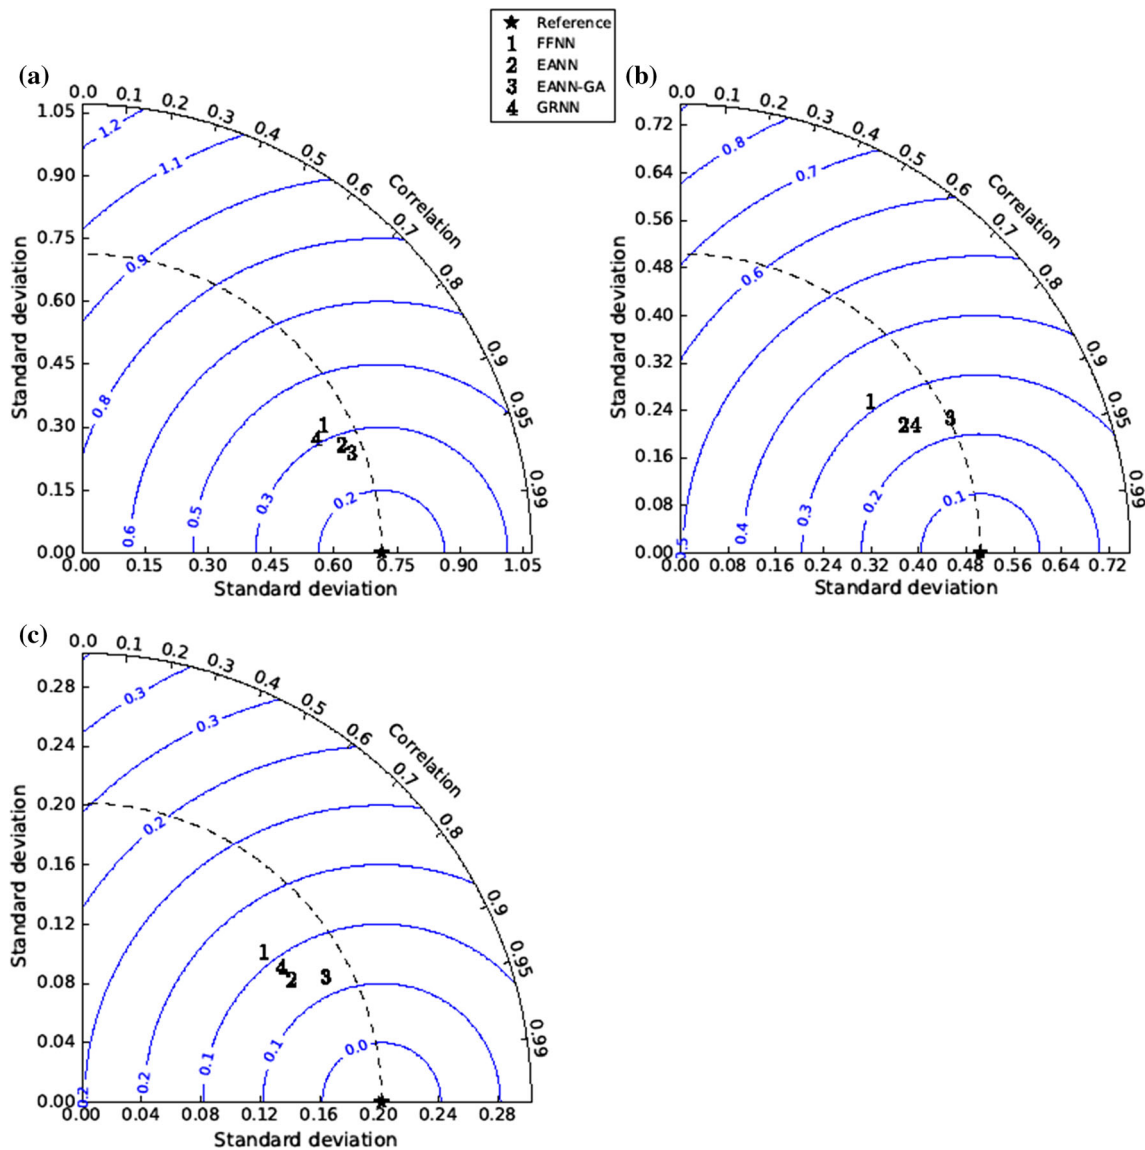 ★ Reference
1 FFNN
2 EANN
3 EANN-GA
4 GRNN
(a)
0.0 0.1 0.2 0.3 0.4 0.5 0.6 0.7 0.8 0.9 0.95 0.99
Correlation
Standard deviation
1.05
0.90
0.75
0.60
0.45
0.30
0.15
0.00
1.2
1.1
0.9
0.8
0.6 0.5 0.3 0.2
1
4 2
3
0.00 0.15 0.30 0.45 0.60 0.75 0.90 1.05
Standard deviation
(b)
0.0 0.1 0.2 0.3 0.4 0.5 0.6 0.7 0.8 0.9 0.95 0.99
Correlation
Standard deviation
0.72
0.64
0.56
0.48
0.40
0.32
0.24
0.16
0.08
0.00
0.8
0.7
0.6
0.5 0.4 0.3 0.2 0.1
1
24 3
0.00 0.08 0.16 0.24 0.32 0.40 0.48 0.56 0.64 0.72
Standard deviation
(c)
0.0 0.1 0.2 0.3 0.4 0.5 0.6 0.7 0.8 0.9 0.95 0.99
Correlation
Standard deviation
0.28
0.24
0.20
0.16
0.12
0.08
0.04
0.00
0.3
0.3
0.2
0.2 0.2 0.1 0.1 0.0
1
4
2 3
0.00 0.04 0.08 0.12 0.16 0.20 0.24 0.28
Standard deviation